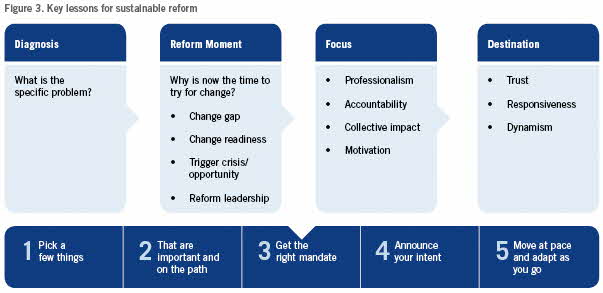 Figure 3. Key lessons for sustainable reform
Diagnosis
What is the
specific problem?
Reform Moment
Why is now the time to
try for change?
• Change gap
• Change readiness
• Trigger crisis/
opportunity
• Reform leadership
Focus
• Professionalism
• Accountability
• Collective impact
• Motivation
Destination
• Trust
• Responsiveness
• Dynamism
1 Pick a
few things
2 That are
important and
on the path
3 Get the
right mandate
4 Announce
your intent
5 Move at pace
and adapt as
you go